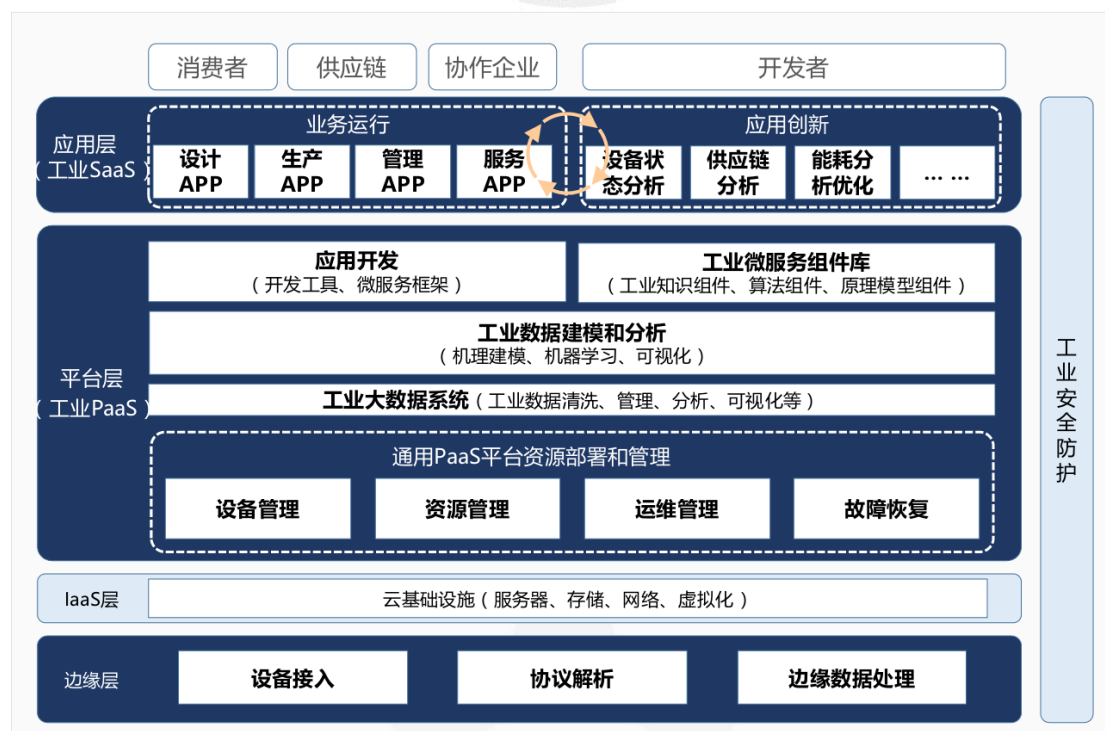 消费者
供应链
协作企业
开发者
应用层
（工业SaaS）
业务运行
设计
APP
生产
APP
管理
APP
服务
APP
应用创新
设备状
态分析
供应链
分析
能耗分
析优化
... ...
平台层
（工业PaaS）
应用开发
（开发工具、微服务框架）
工业微服务组件库
（工业知识组件、算法组件、原理模型组件）
工业数据建模和分析
（机理建模、机器学习、可视化）
工业大数据系统（工业数据清洗、管理、分析、可视化等）
通用PaaS平台资源部署和管理
设备管理
资源管理
运维管理
故障恢复
IaaS层
云基础设施（服务器、存储、网络、虚拟化）
边缘层
设备接入
协议解析
边缘数据处理
工业安全防护